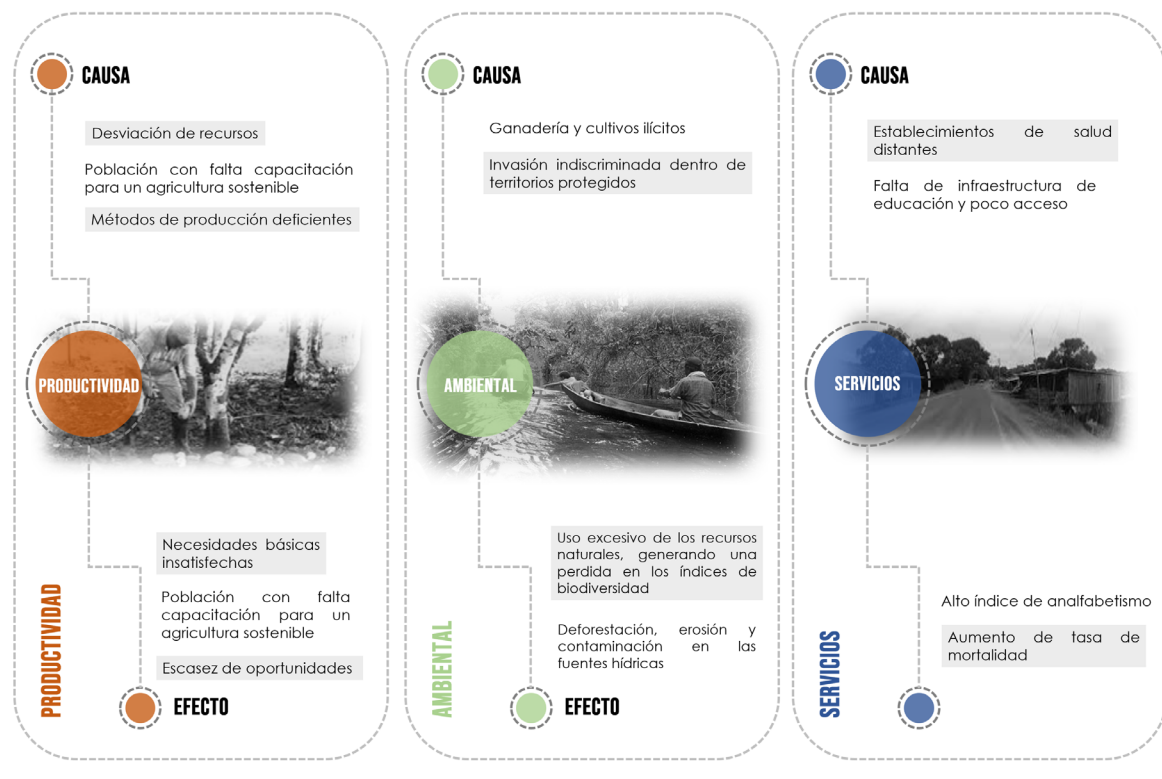 CAUSA
Desviación de recursos
Población con falta capacitación
para un agricultura sostenible
Métodos de producción deficientes
PRODUCTIVIDAD
Necesidades básicas
insatisfechas
Población con falta
capacitación para un
agricultura sostenible
Escasez de oportunidades
EFECTO
PRODUCTIVIDAD
CAUSA
Ganadería y cultivos ilícitos
Invasión indiscriminada dentro de
territorios protegidos
AMBIENTAL
Uso excesivo de los recursos
naturales, generando una
perdida en los índices de
biodiversidad
Deforestación, erosión y
contaminación en las
fuentes hídricas
EFECTO
AMBIENTAL
CAUSA
Establecimientos de salud
distantes
Falta de infraestructura de
educación y poco acceso
SERVICIOS
Alto índice de analfabetismo
Aumento de tasa de
mortalidad
SERVICIOS